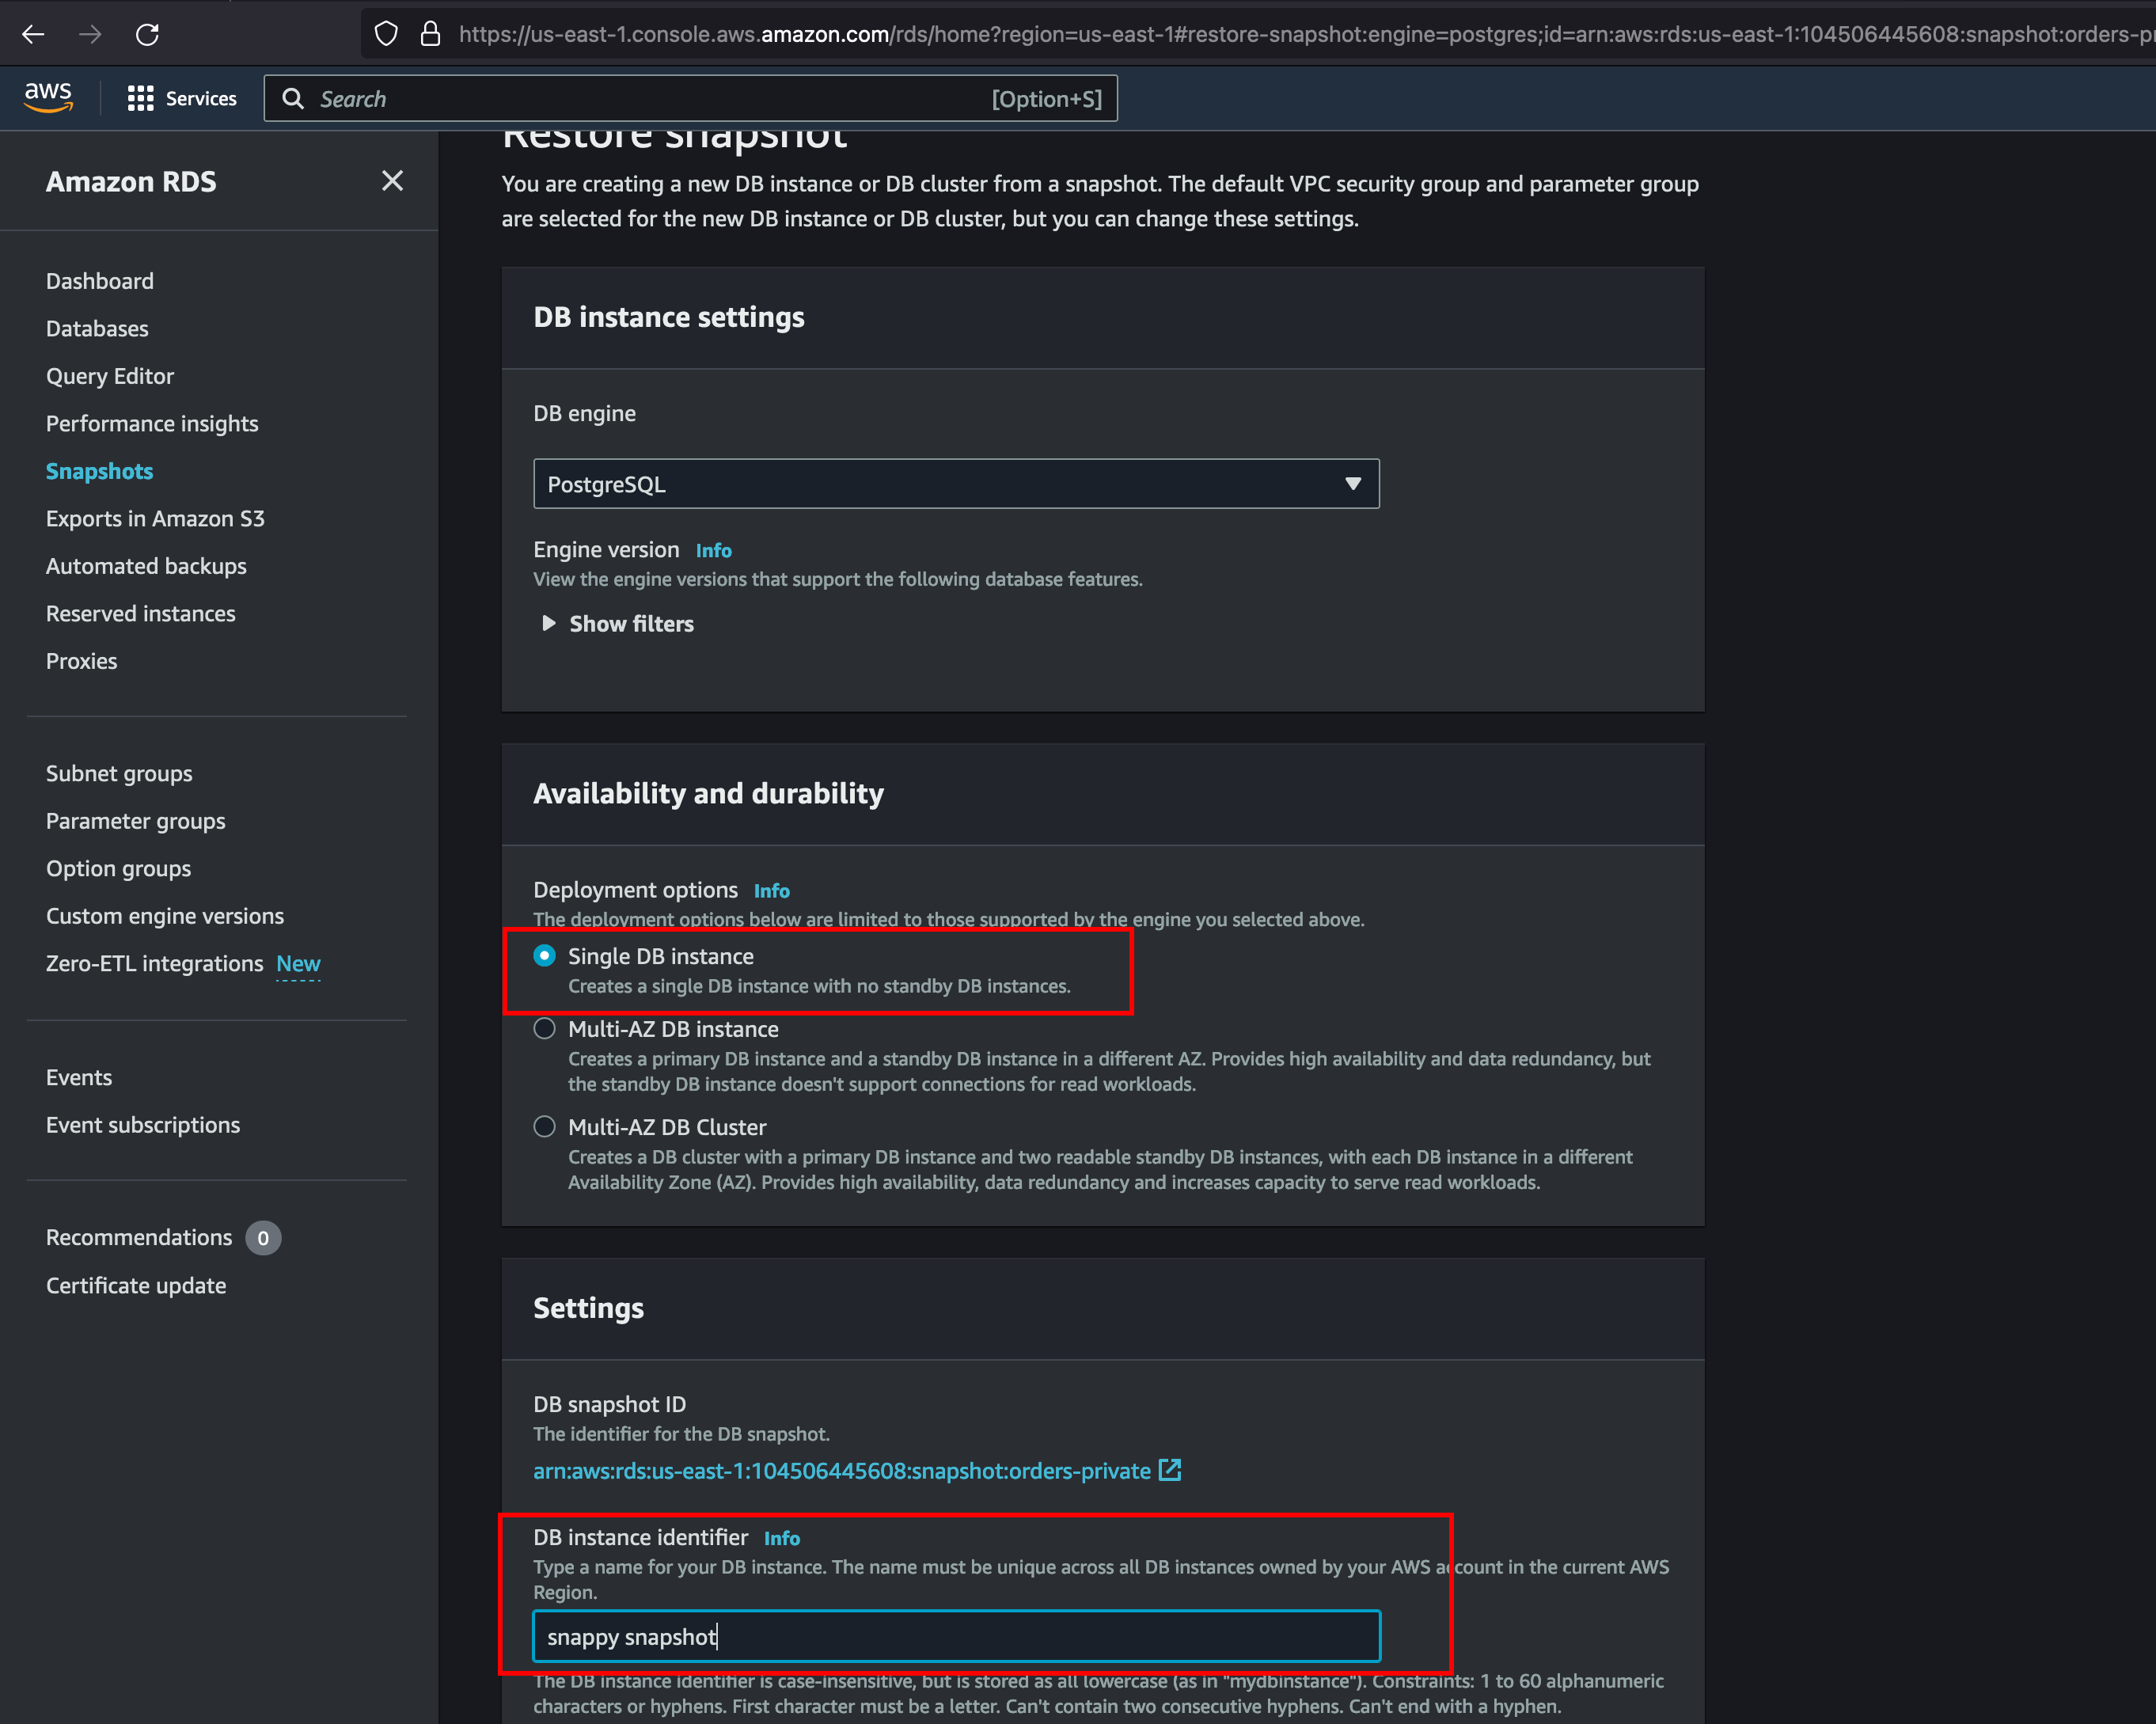 https://us-east-1.console.aws.amazon.com/rds/home?region=us-east-1#restore-snapshot:engine=postgres;id=arn:aws:rds:us-east-1:104506445608:snapshot:orders-pr
aws
Services
Search
[Option+S]
Amazon RDS
Dashboard
Databases
Query Editor
Performance insights
Snapshots
Exports in Amazon S3
Automated backups
Reserved instances
Proxies
Subnet groups
Parameter groups
Option groups
Custom engine versions
Zero-ETL integrations New
Events
Event subscriptions
Recommendations 0
Certificate update
Restore snapshot
You are creating a new DB instance or DB cluster from a snapshot. The default VPC security group and parameter group
are selected for the new DB instance or DB cluster, but you can change these settings.
DB instance settings
DB engine
PostgreSQL
Engine version Info
View the engine versions that support the following database features.
Show filters
Availability and durability
Deployment options Info
The deployment options below are limited to those supported by the engine you selected above.
Single DB instance
Creates a single DB instance with no standby DB instances.
Multi-AZ DB instance
Creates a primary DB instance and a standby DB instance in a different AZ. Provides high availability and data redundancy, but
the standby DB instance doesn't support connections for read workloads.
Multi-AZ DB Cluster
Creates a DB cluster with a primary DB instance and two readable standby DB instances, with each DB instance in a different
Availability Zone (AZ). Provides high availability, data redundancy and increases capacity to serve read workloads.
Settings
DB snapshot ID
The identifier for the DB snapshot.
arn:aws:rds:us-east-1:104506445608:snapshot:orders-private
DB instance identifier Info
Type a name for your DB instance. The name must be unique across all DB instances owned by your AWS account in the current AWS
Region.
snappy snapshot
The DB instance identifier is case-insensitive, but is stored as all lowercase (as in "mydbinstance"). Constraints: 1 to 60 alphanumeric
characters or hyphens. First character must be a letter. Can't contain two consecutive hyphens. Can't end with a hyphen.